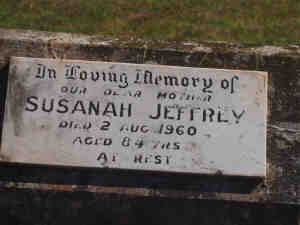 In Loving Memory of
OUR DEAR MOTHER
SUSANAH JEFFREY
DIED 2 AUG 1960
AGED 84 YRS
AT REST